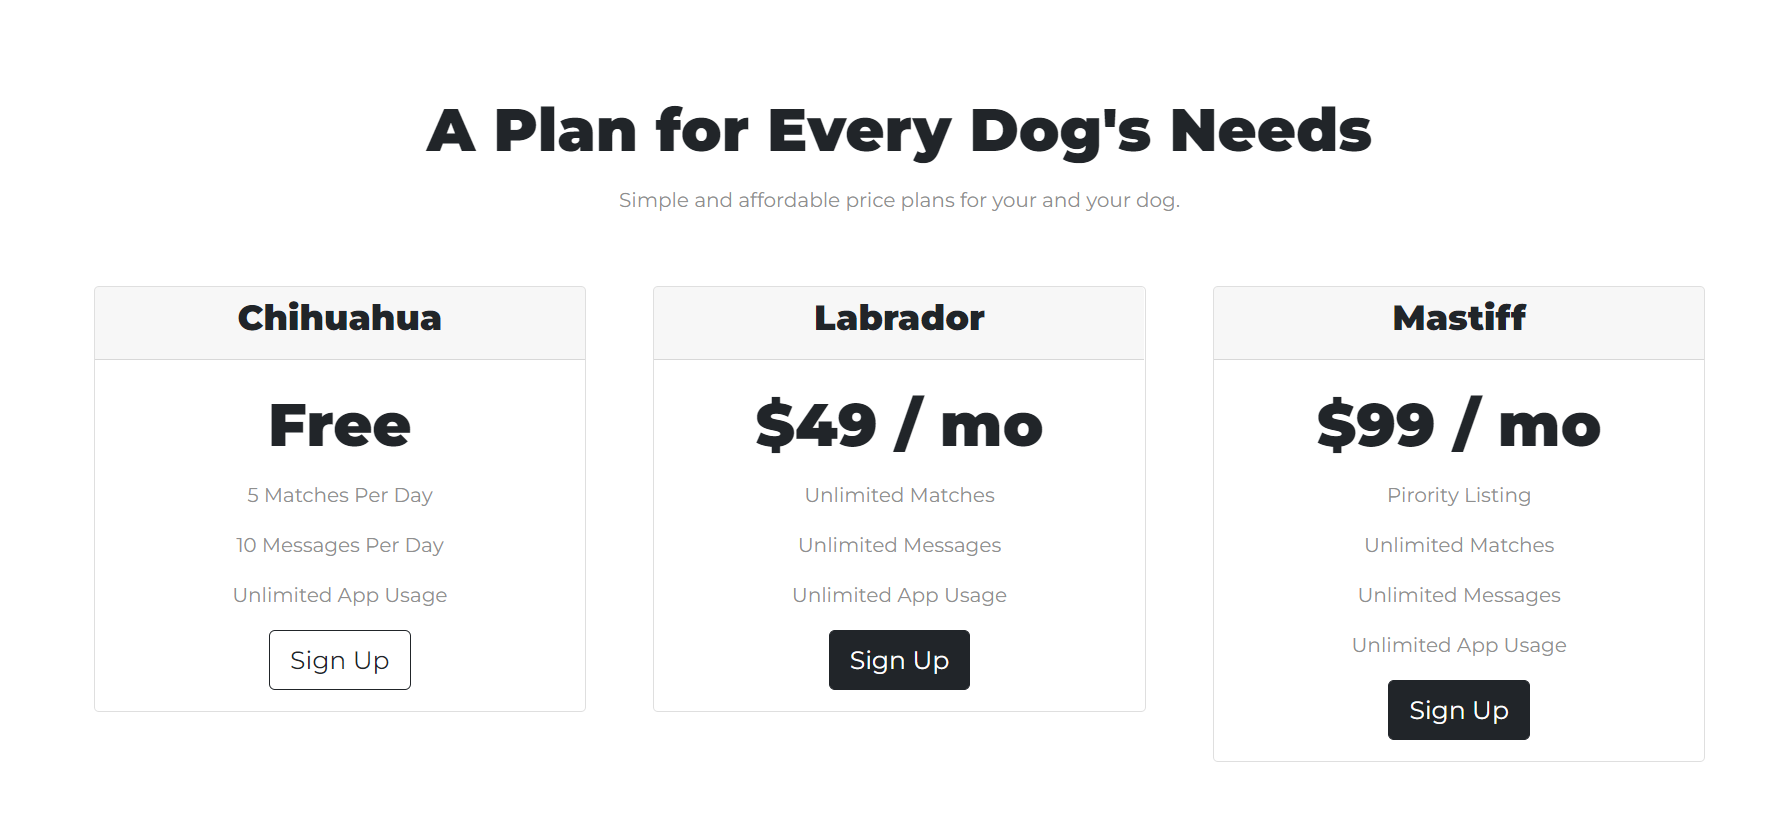 A Plan for Every Dog's Needs
Simple and affordable price plans for your and your dog.
Chihuahua
Free
5 Matches Per Day
10 Messages Per Day
Unlimited App Usage
Sign Up
Labrador
$49 / mo
Unlimited Matches
Unlimited Messages
Unlimited App Usage
Sign Up
Mastiff
$99 / mo
Pirority Listing
Unlimited Matches
Unlimited Messages
Unlimited App Usage
Sign Up